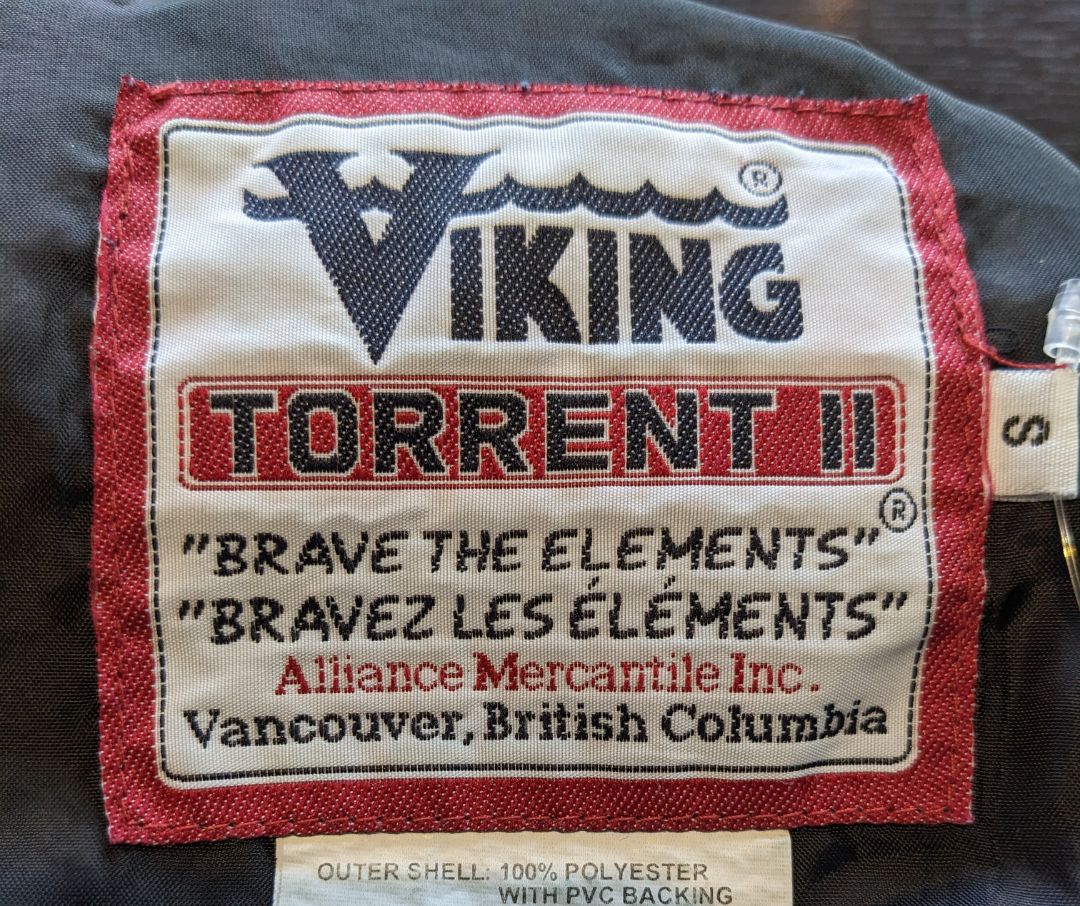 VIKING ®
TORRENT II
"BRAVE THE ELEMENTS" ®
"BRAVEZ LES ÉLÉMENTS"
Alliance Mercantile Inc.
Vancouver, British Columbia
S
OUTER SHELL: 100% POLYESTER
WITH PVC BACKING